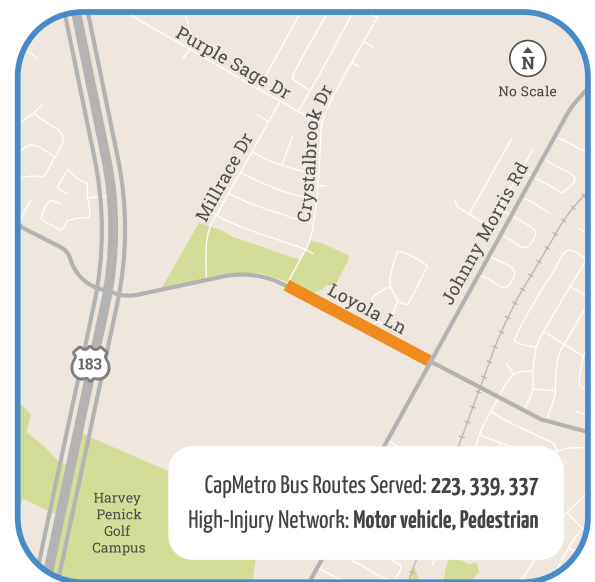 Purple Sage Dr
N
No Scale
Millrace Dr
Crystalbrook Dr
Johnny Morris Rd
Loyola Ln
183
Harvey
Penick
Golf
Campus
CapMetro Bus Routes Served: 223, 339, 337
High-Injury Network: Motor vehicle, Pedestrian